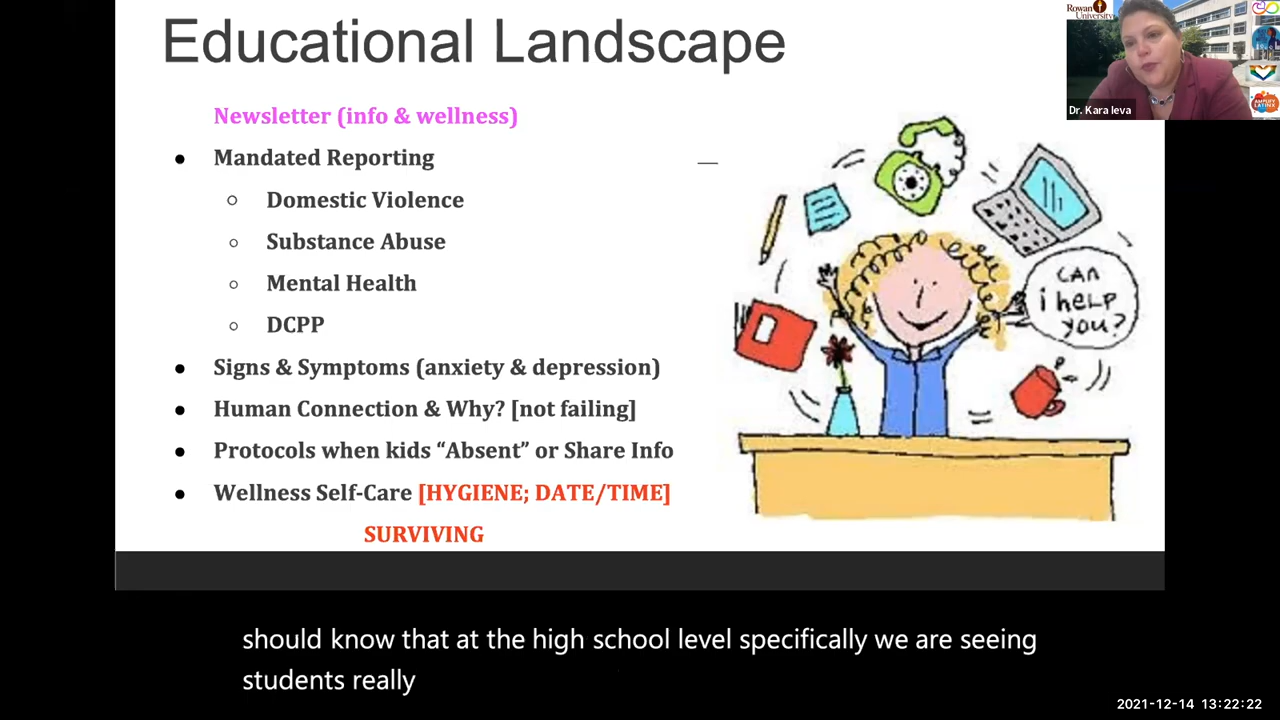 Educational Landscape
Newsletter (info & wellness)
● Mandated Reporting
○ Domestic Violence
○ Substance Abuse
○ Mental Health
○ DCPP
● Signs & Symptoms (anxiety & depression)
● Human Connection & Why? [not failing]
● Protocols when kids “Absent” or Share Info
● Wellness Self-Care [HYGIENE; DATE/TIME]
SURVIVING
CAN
i HELP
you?
Rowan
University
Dr. Kara Ieva
AMPLIFY
LATINX
should know that at the high school level specifically we are seeing
students really
2021-12-14 13:22:22